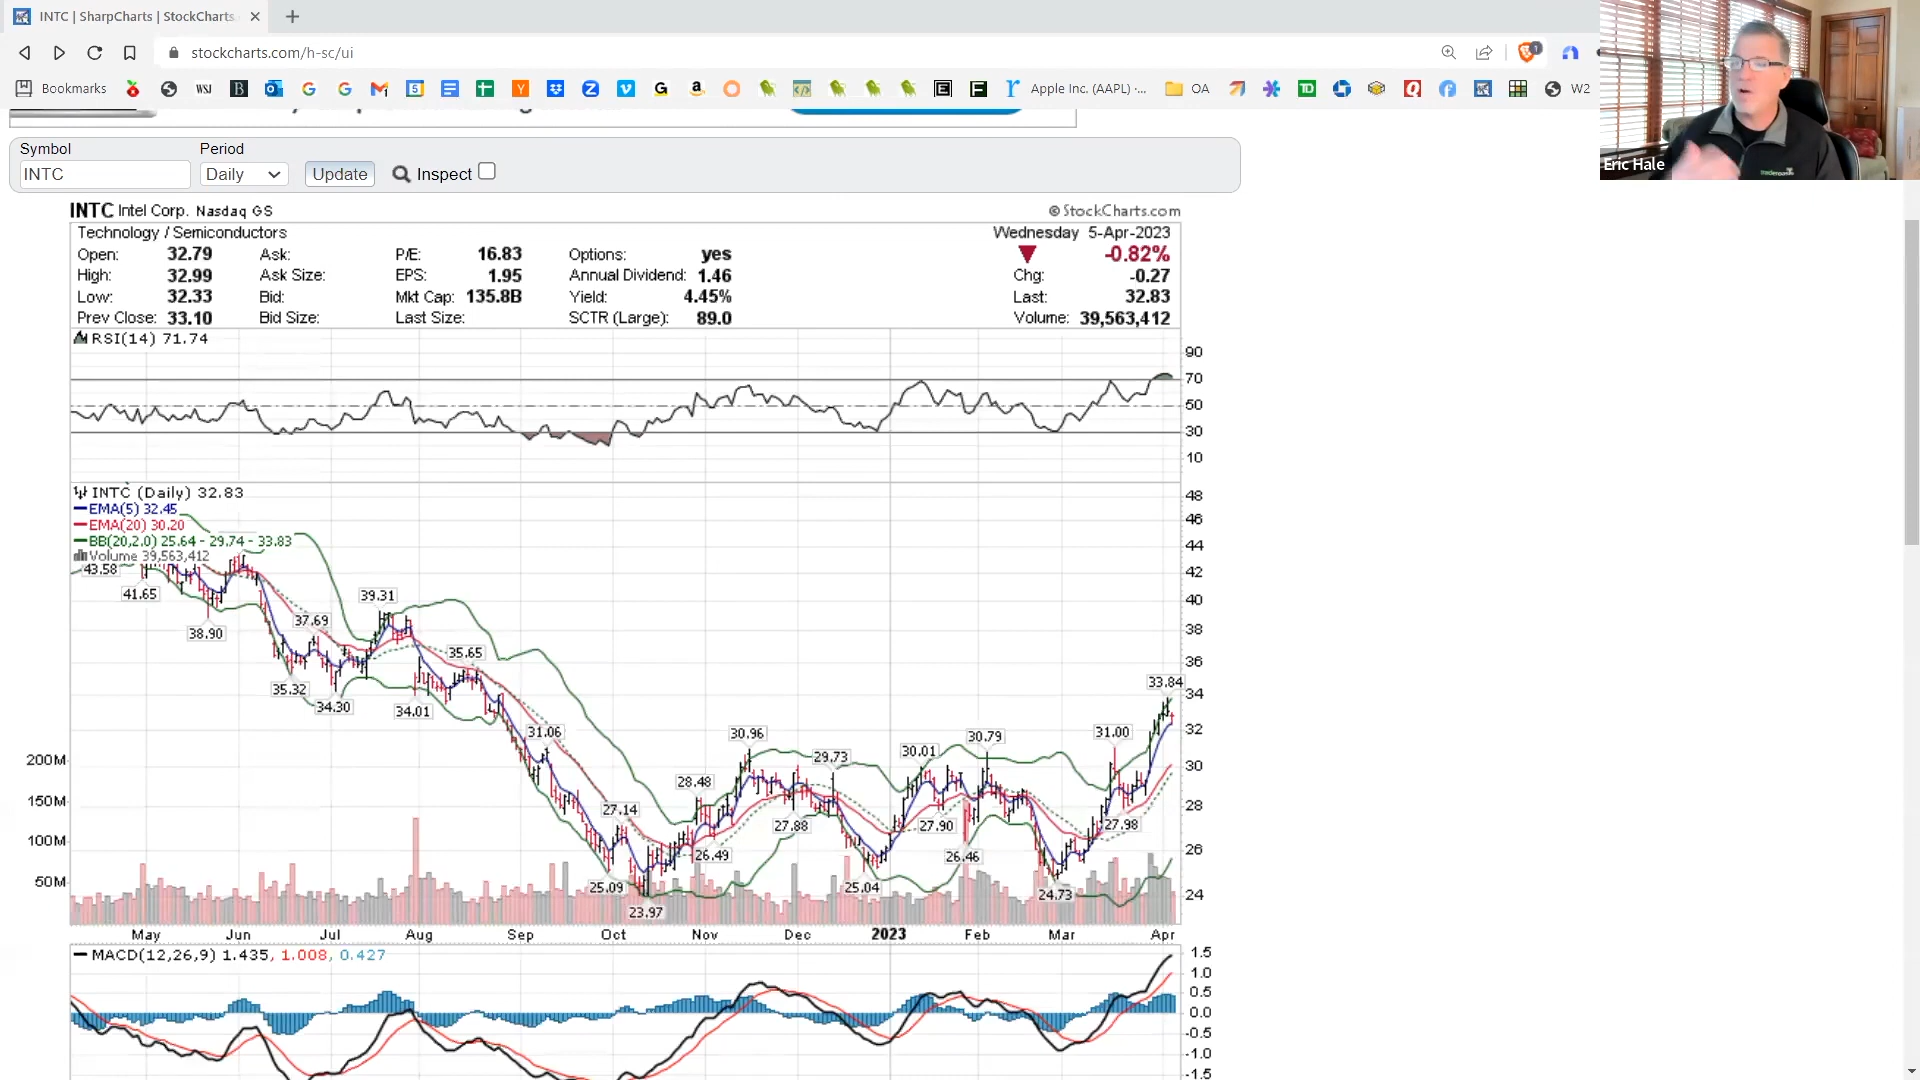 INTC | SharpCharts | StockCharts
stockcharts.com/h-sc/ui
Bookmarks
WSJ
Apple Inc. (AAPL) -...
OA
W2
Eric Hale
Symbol
Period
INTC
Daily
Update
Inspect
INTC Intel Corp. Nasdaq GS
© StockCharts.com
Technology / Semiconductors
Wednesday 5-Apr-2023
Open: 32.79 Ask: P/E: 16.83 Options: yes -0.82%
High: 32.99 Ask Size: EPS: 1.95 Annual Dividend: 1.46 Chg: -0.27
Low: 32.33 Bid: Mkt Cap: 135.8B Yield: 4.45% Last: 32.83
Prev Close: 33.10 Bid Size: Last Size: SCTR (Large): 89.0 Volume: 39,563,412
RSI(14) 71.74
90
70
50
30
10
INTC (Daily) 32.83
EMA(5) 32.45
EMA(20) 30.20
BB(20,2.0) 25.64 - 29.74 - 33.83
Volume 39,563,412
48
46
44
42
40
38
36
34
32
30
28
26
24
200M
150M
100M
50M
43.58
41.65
38.90
37.69
35.32
34.30
39.31
34.01
35.65
31.06
27.14
25.09
23.97
28.48
26.49
30.96
27.88
29.73
25.04
30.01
27.90
26.46
30.79
24.73
31.00
27.98
33.84
May Jun Jul Aug Sep Oct Nov Dec 2023 Feb Mar Apr
MACD(12,26,9) 1.435, 1.008, 0.427
1.5
1.0
0.5
0.0
-0.5
-1.0
-1.5